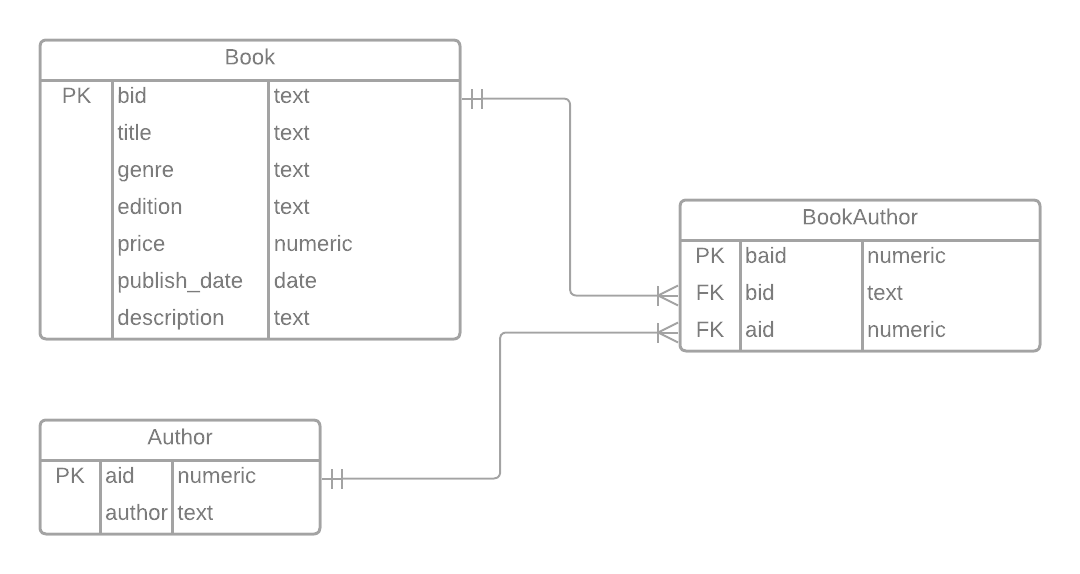 Book
PK bid text
title text
genre text
edition text
price numeric
publish_date date
description text
BookAuthor
PK baid numeric
FK bid text
FK aid numeric
Author
PK aid numeric
author text